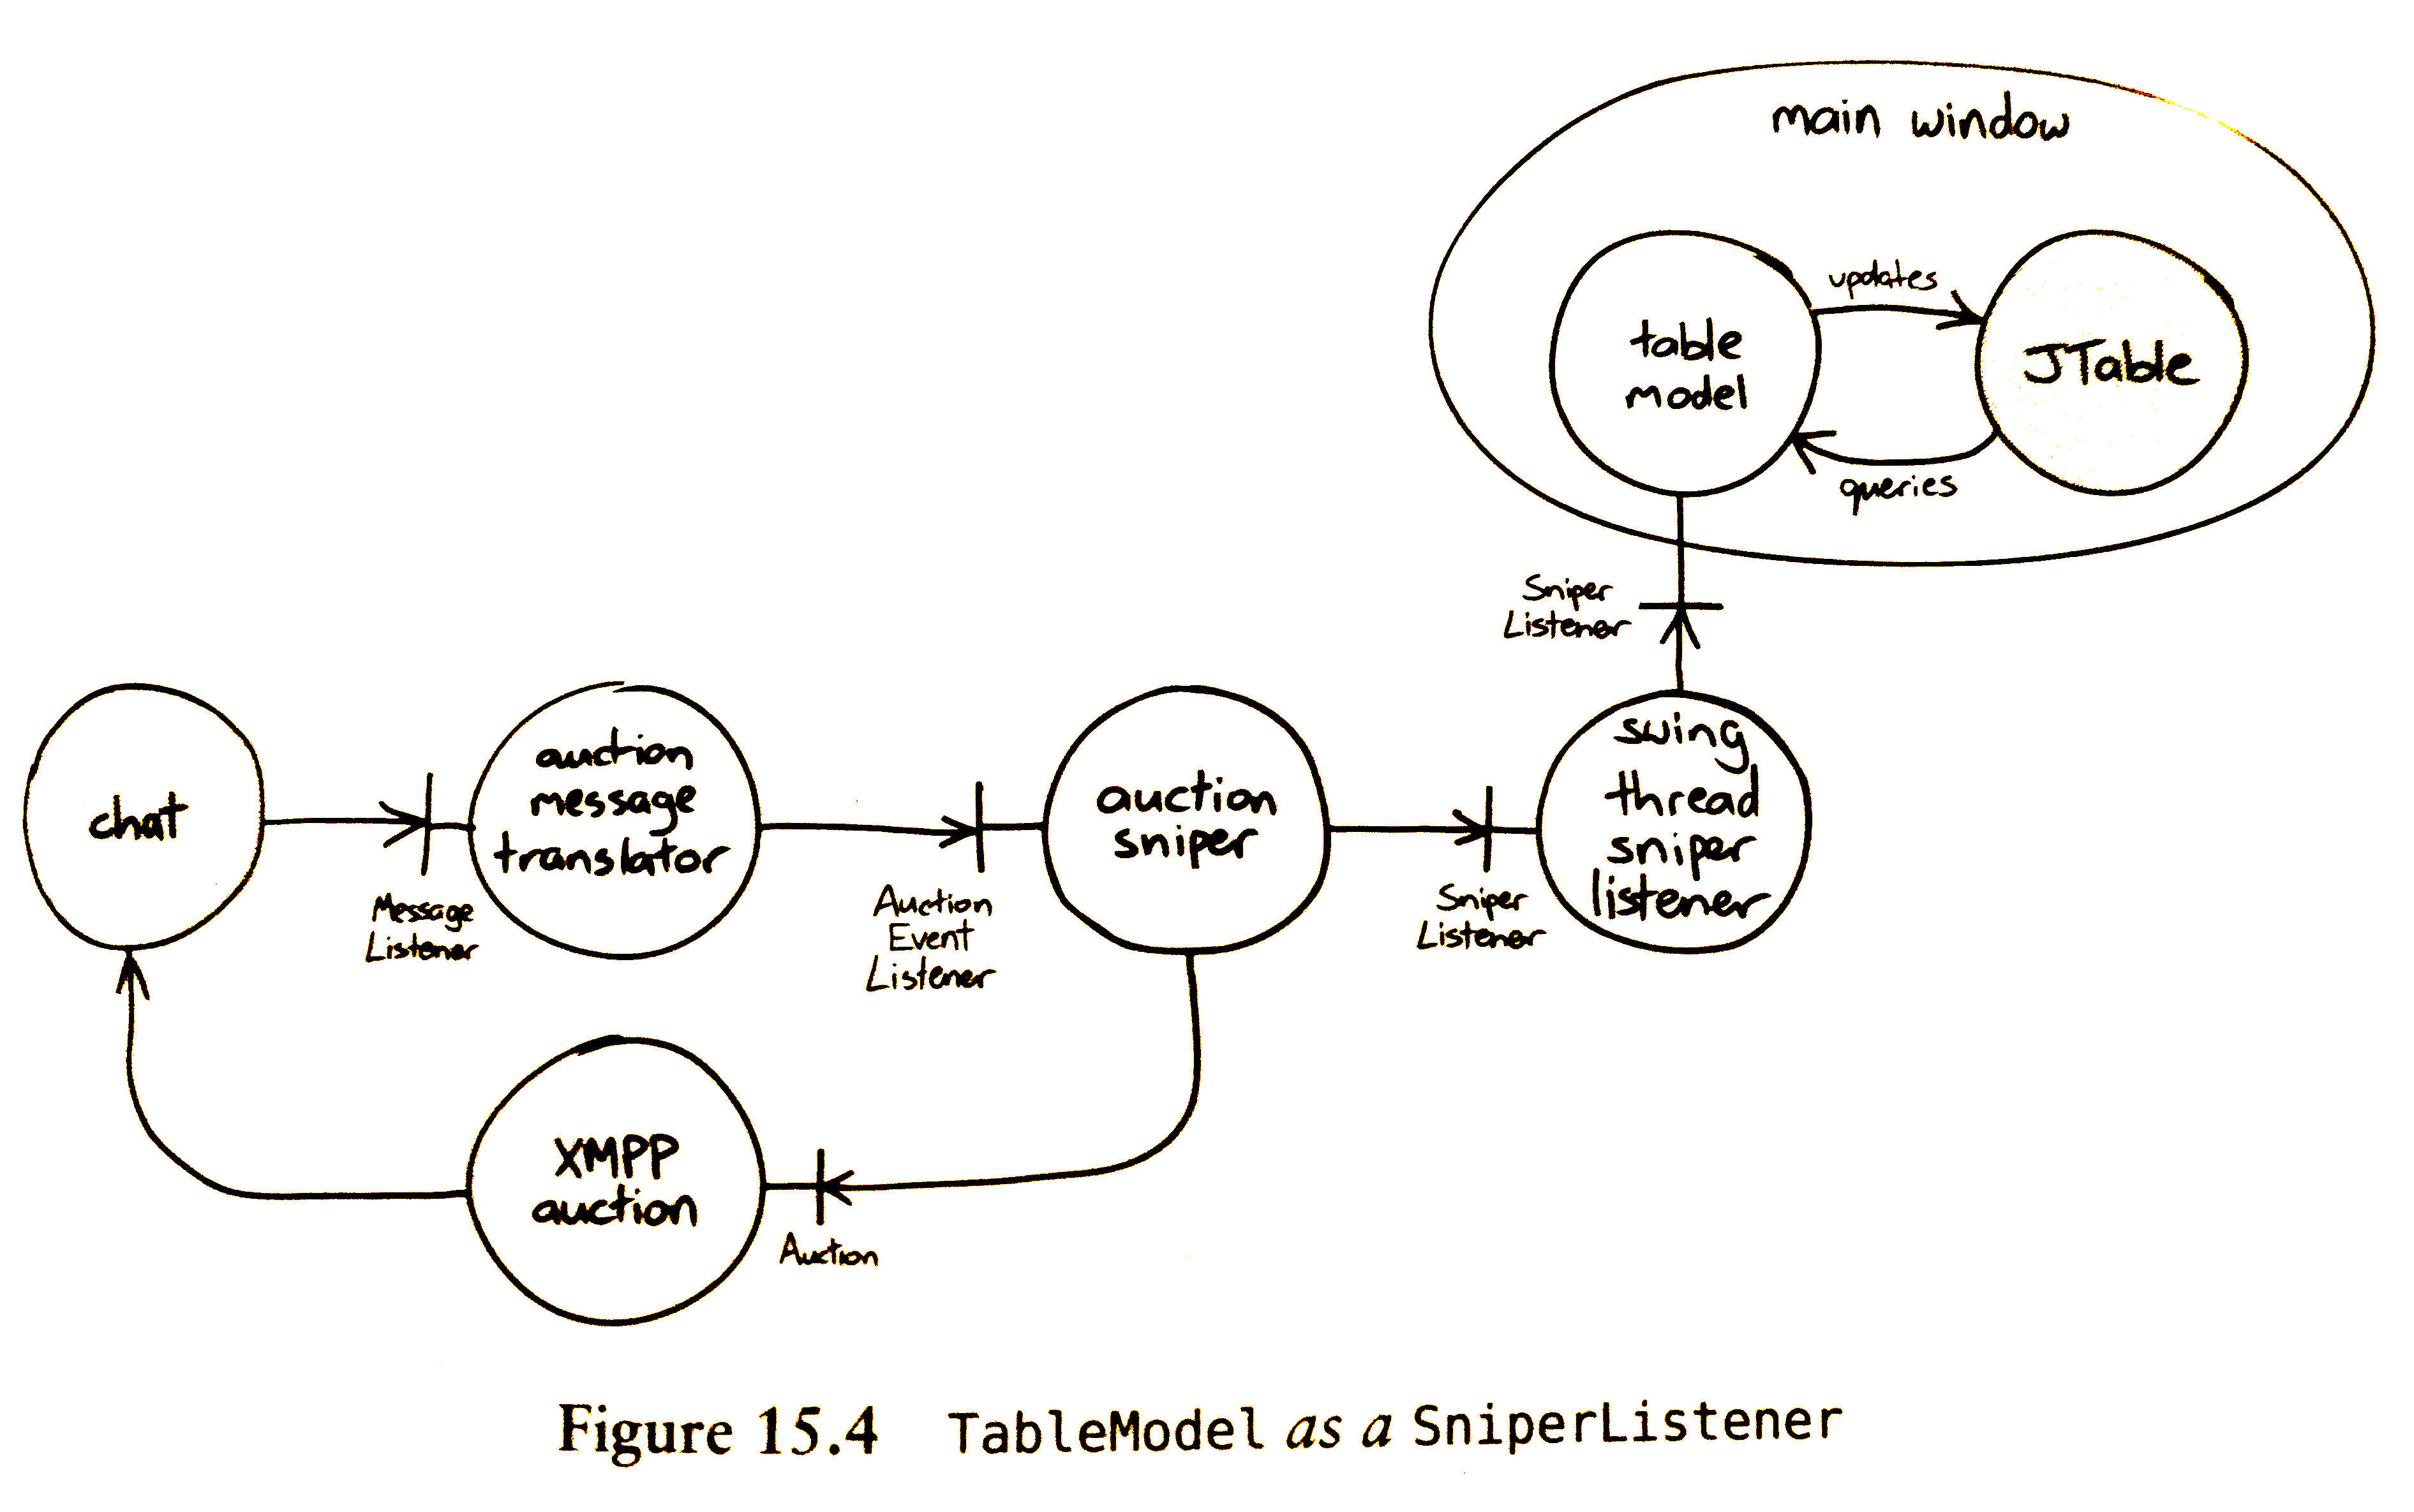 main window
updates
table
model
JTable
queries
Sniper
Listener
chat
Message
Listener
auction
message
translator
Auction
Event
Listener
auction
sniper
Sniper
Listener
swing
thread
sniper
listener
XMPP
auction
Auction
Figure 15.4 TableModel as a SniperListener